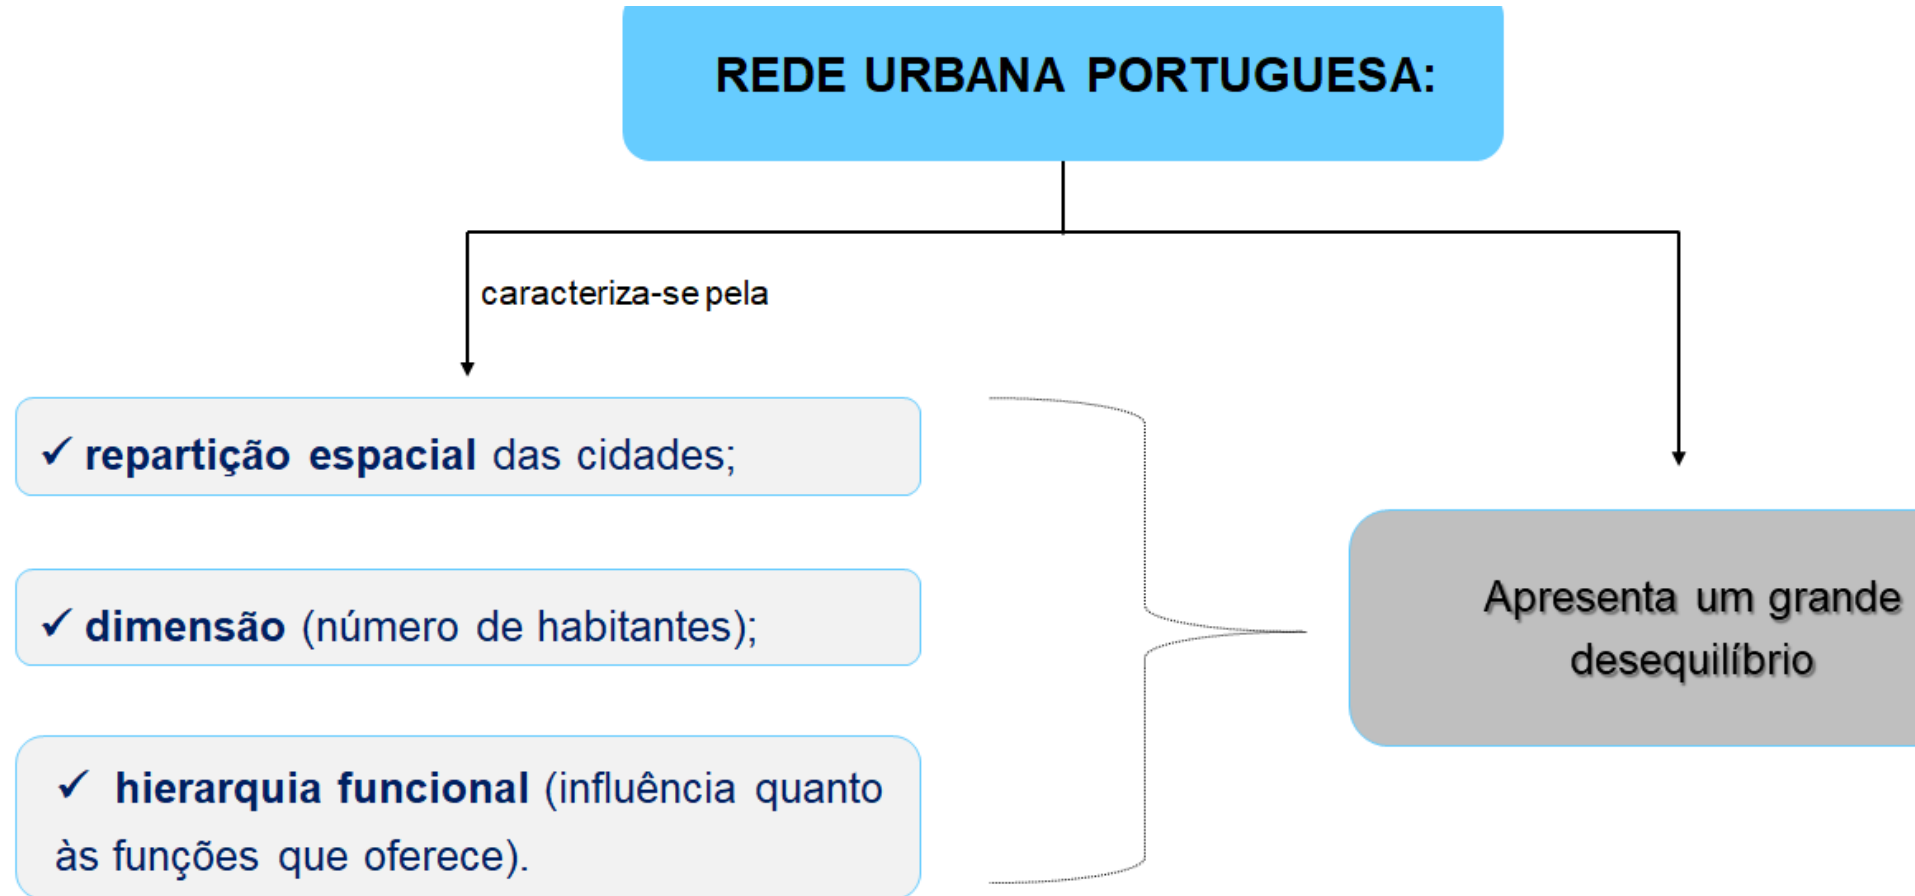 REDE URBANA PORTUGUESA:
caracteriza-se pela
✓ repartição espacial das cidades;
✓ dimensão (número de habitantes);
✓ hierarquia funcional (influência quanto
às funções que oferece).
Apresenta um grande
desequilíbrio